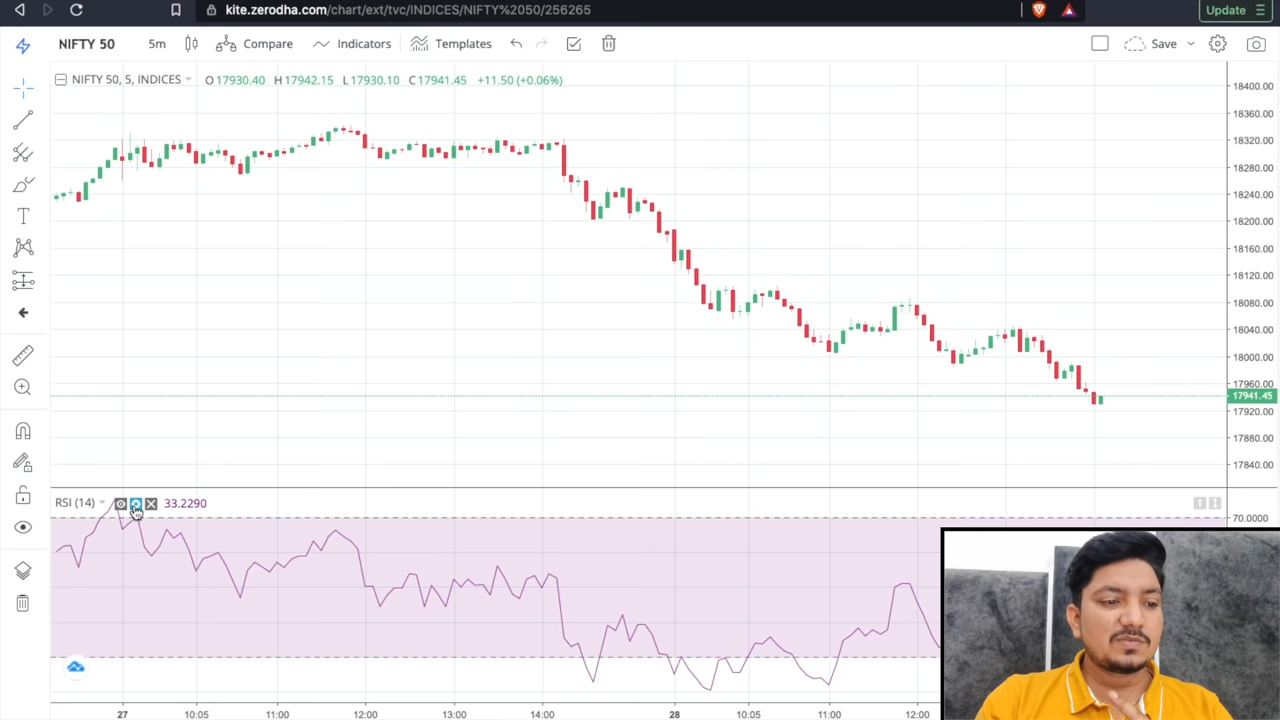 kite.zerodha.com/chart/ext/tvc/INDICES/NIFTY%2050/256265
Update
NIFTY 50
5m
Compare
Indicators
Templates
Save
NIFTY 50, 5, INDICES
O17930.40 H17942.15 L17930.10 C17941.45 +11.50 (+0.06%)
18400.00
18360.00
18320.00
18280.00
18240.00
18200.00
18160.00
18120.00
18080.00
18040.00
18000.00
17960.00
17941.45
17920.00
17880.00
17840.00
RSI (14)
33.2290
70.0000
27 10:05 11:00 12:00 13:00 14:00 28 10:05 11:00 12:00